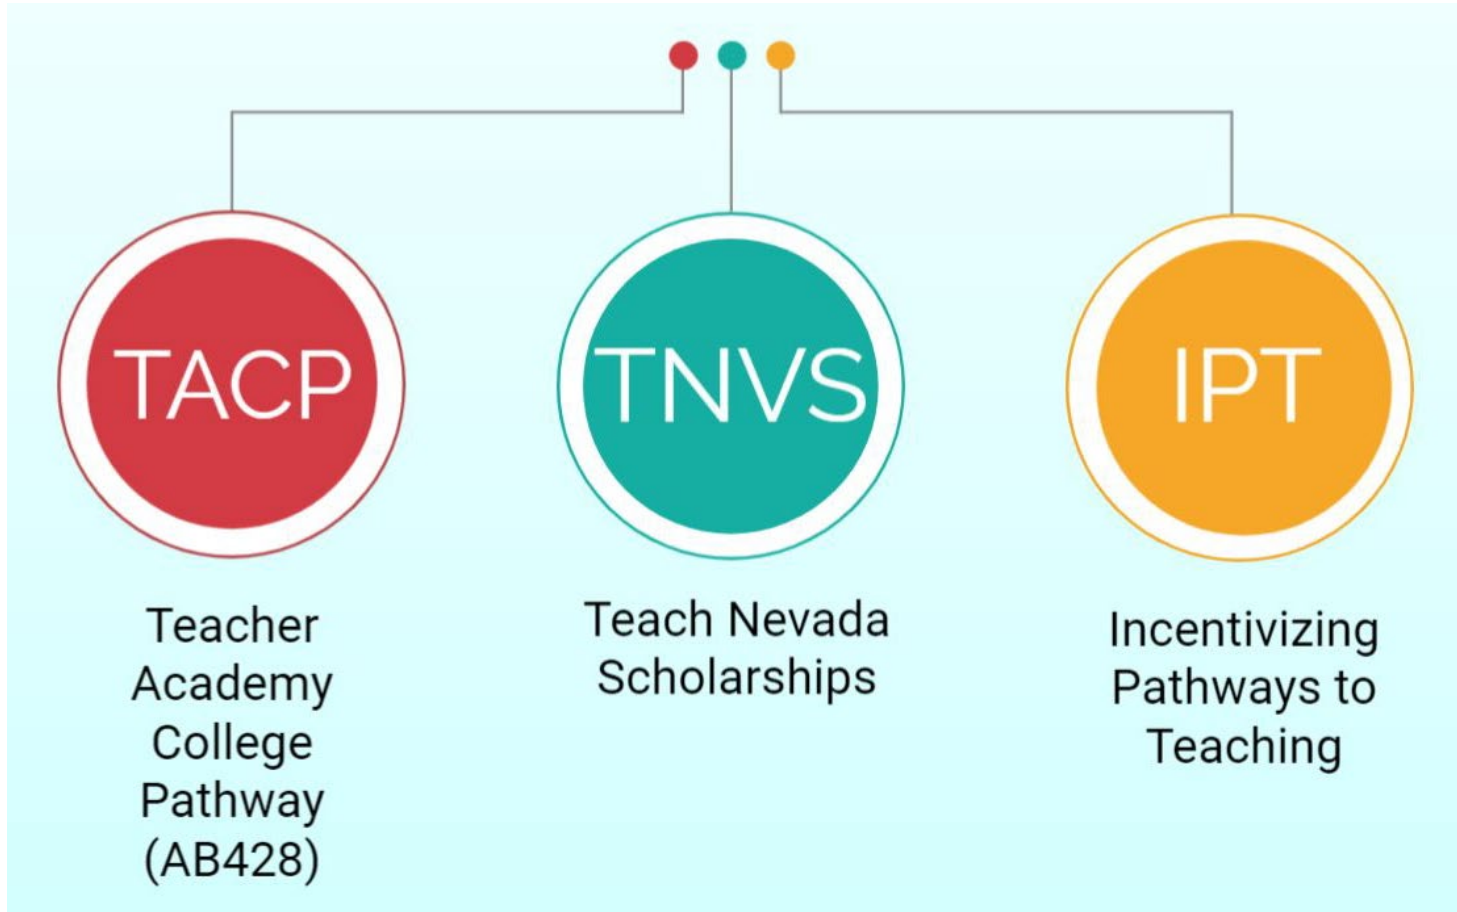 TACP
TNVS
IPT
Teacher
Academy
College
Pathway
(AB428)
Teach Nevada
Scholarships
Incentivizing
Pathways to
Teaching